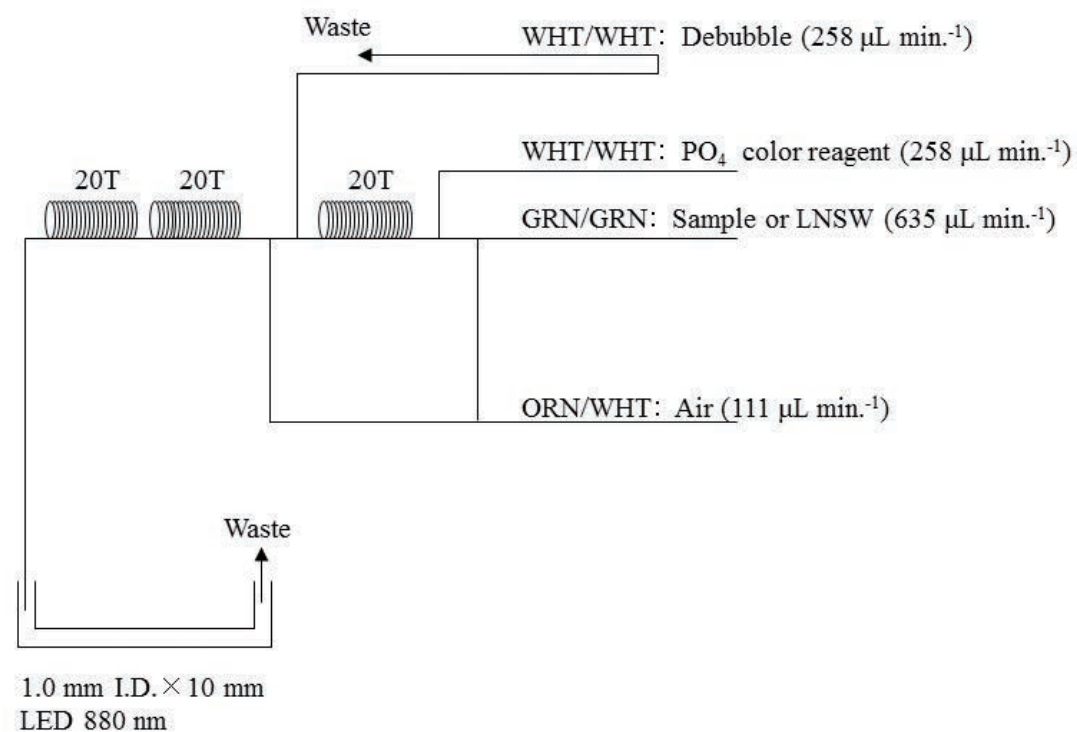 Waste
WHT/WHT: Debubble (258 μL min.⁻¹)
WHT/WHT: PO₄ color reagent (258 μL min.⁻¹)
20T 20T 20T
GRN/GRN: Sample or LNSW (635 μL min.⁻¹)
ORN/WHT: Air (111 μL min.⁻¹)
Waste
1.0 mm I.D.×10 mm
LED 880 nm